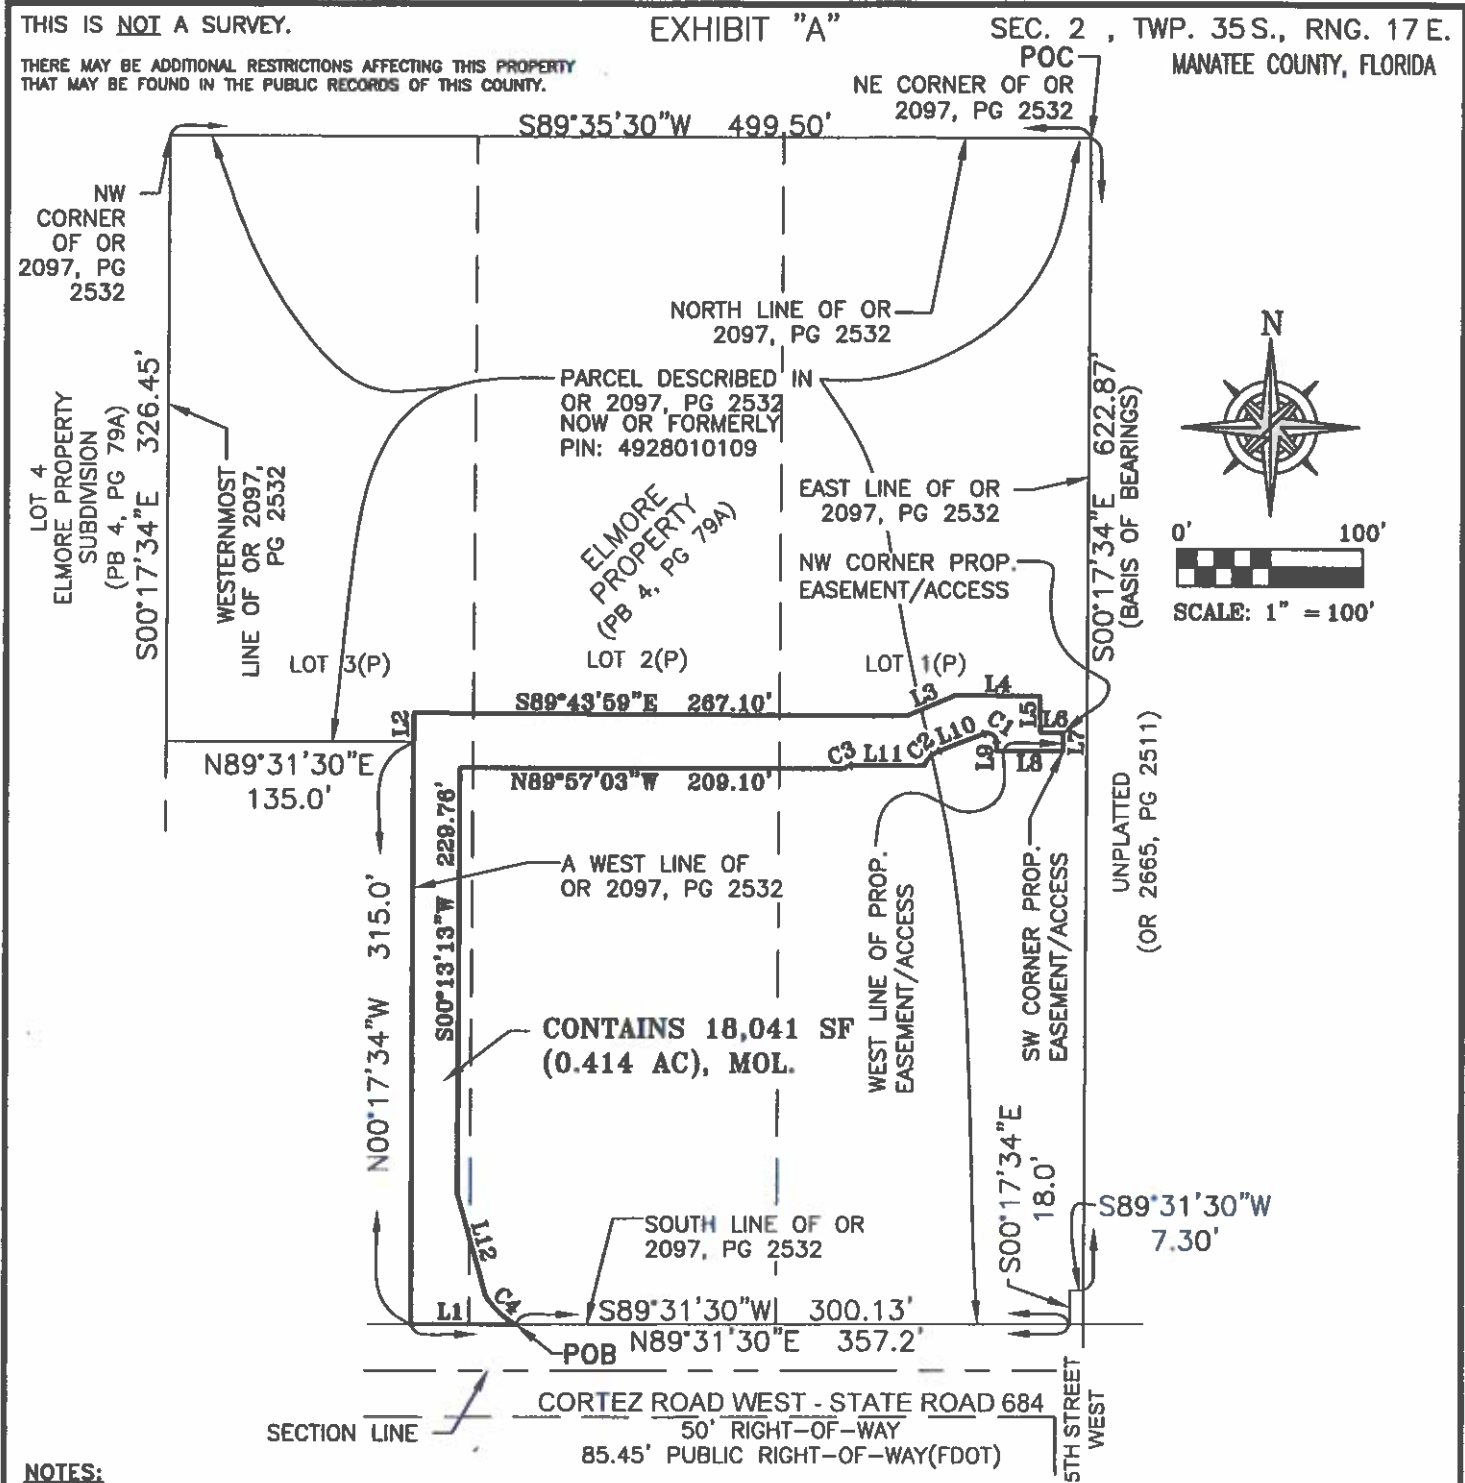 THIS IS NOT A SURVEY.
EXHIBIT "A"
SEC. 2 , TWP. 35 S., RNG. 17 E.
MANATEE COUNTY, FLORIDA
THERE MAY BE ADDITIONAL RESTRICTIONS AFFECTING THIS PROPERTY
THAT MAY BE FOUND IN THE PUBLIC RECORDS OF THIS COUNTY.
POC
NE CORNER OF OR
2097, PG 2532
S89°35'30"W 499.50'
NW
CORNER
OF OR
2097, PG
2532
NORTH LINE OF OR
2097, PG 2532
N
PARCEL DESCRIBED IN
OR 2097, PG 2532
NOW OR FORMERLY
PIN: 4928010109
LOT 4
ELMORE PROPERTY
SUBDIVISION
(PB 4, PG 79A)
S00°17'34"E 326.45'
WESTERNMOST
LINE OF OR 2097,
PG 2532
ELMORE
PROPERTY
(PB 4, PG 79A)
EAST LINE OF OR
2097, PG 2532
S00°17'34"E 622.87'
(BASIS OF BEARINGS)
NW CORNER PROP.
EASEMENT/ACCESS
0' 100'
SCALE: 1" = 100'
LOT 3(P)
LOT 2(P)
LOT 1(P)
S89°43'59"E 267.10'
L2
L3
L4
L5
L6
L7
L8
L9
C1
L10
C2
L11
C3
N89°57'03"W 209.10'
N89°31'30"E
135.0'
A WEST LINE OF
OR 2097, PG 2532
S00°13'13"W 229.76'
N00°17'34"W 315.0'
WEST LINE OF PROP.
EASEMENT/ACCESS
SW CORNER PROP.
EASEMENT/ACCESS
UNPLATTED
(OR 2665, PG 2511)
CONTAINS 18,041 SF
(0.414 AC), MOL.
S00°17'34"E
18.0'
S89°31'30"W
7.30'
SOUTH LINE OF OR
2097, PG 2532
L12
C4
L1
S89°31'30"W 300.13'
N89°31'30"E 357.2'
POB
CORTEZ ROAD WEST - STATE ROAD 684
50' RIGHT-OF-WAY
85.45' PUBLIC RIGHT-OF-WAY(FDOT)
SECTION LINE
5TH STREET
WEST
NOTES: